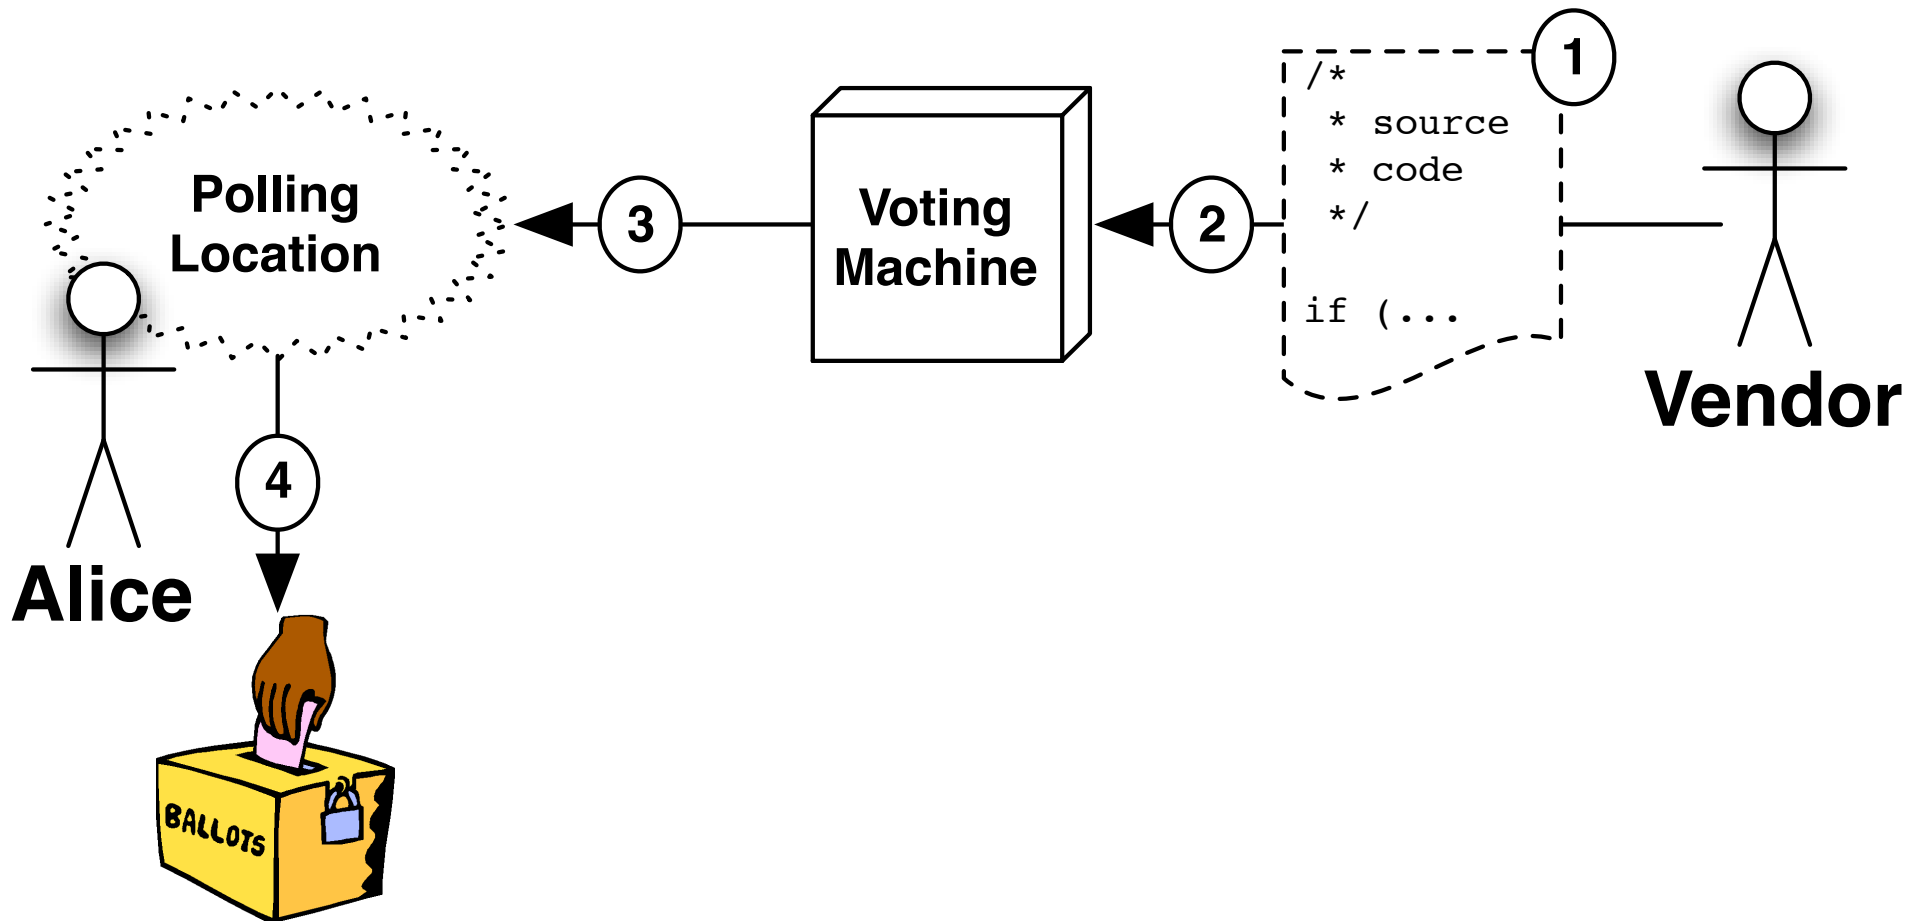 1
/*
* source
* code
*/
if (...
Polling
Location
3
Voting
Machine
2
Vendor
4
Alice
BALLOTS